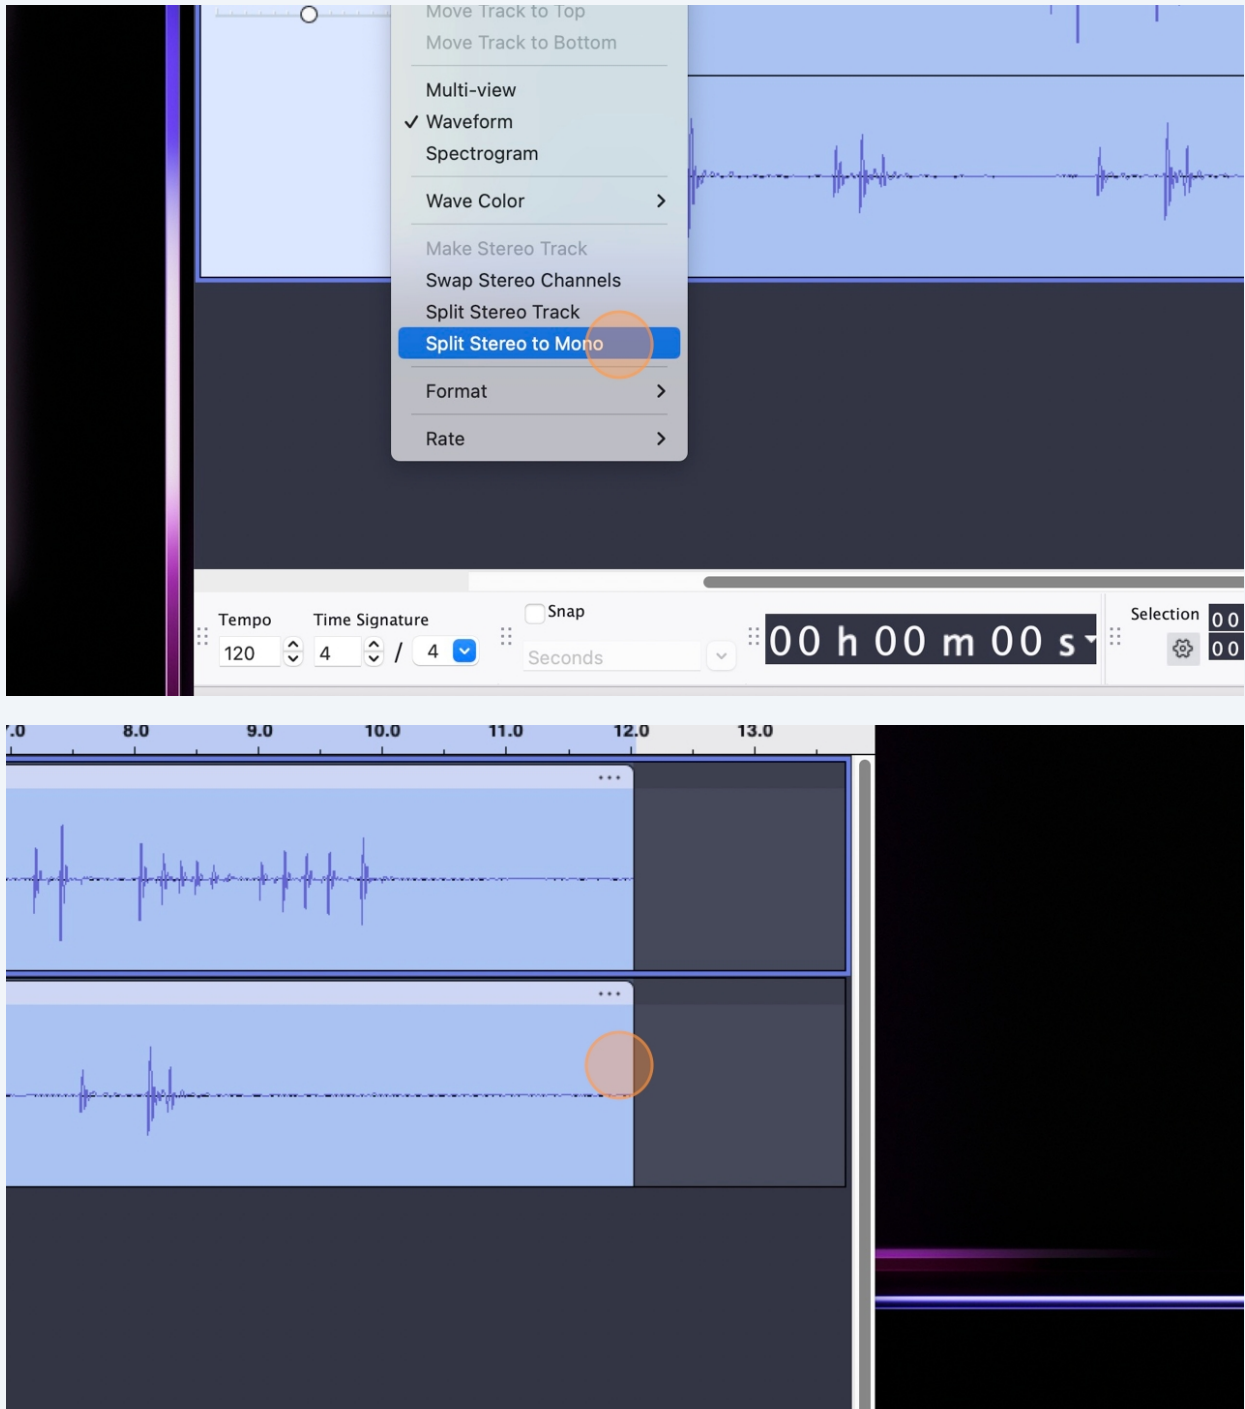 Move Track to Top
Move Track to Bottom
Multi-view
✓ Waveform
Spectrogram
Wave Color
Make Stereo Track
Swap Stereo Channels
Split Stereo Track
Split Stereo to Mono
Format
Rate
Tempo
Time Signature
Snap
Selection
120
4 / 4
Seconds
00 h 00 m 00 s
00
00
8.0 9.0 10.0 11.0 12.0 13.0